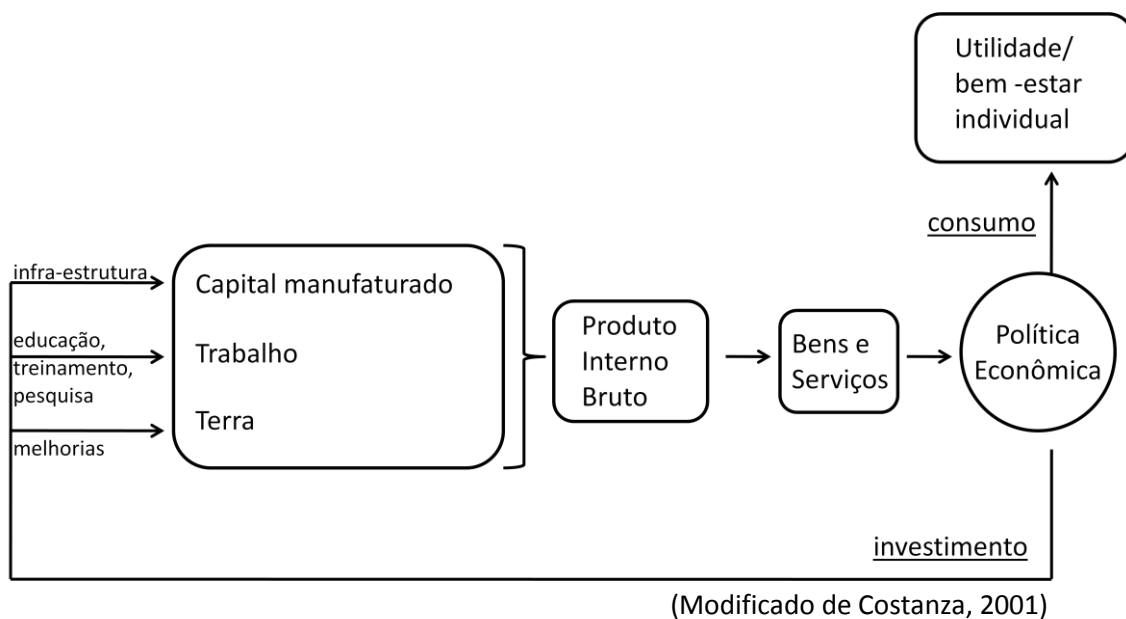 Utilidade/
bem -estar
individual
consumo
infra-estrutura
educação,
treinamento,
pesquisa
melhorias
Capital manufaturado
Trabalho
Terra
Produto
Interno
Bruto
Bens e
Serviços
Política
Econômica
investimento
(Modificado de Costanza, 2001)